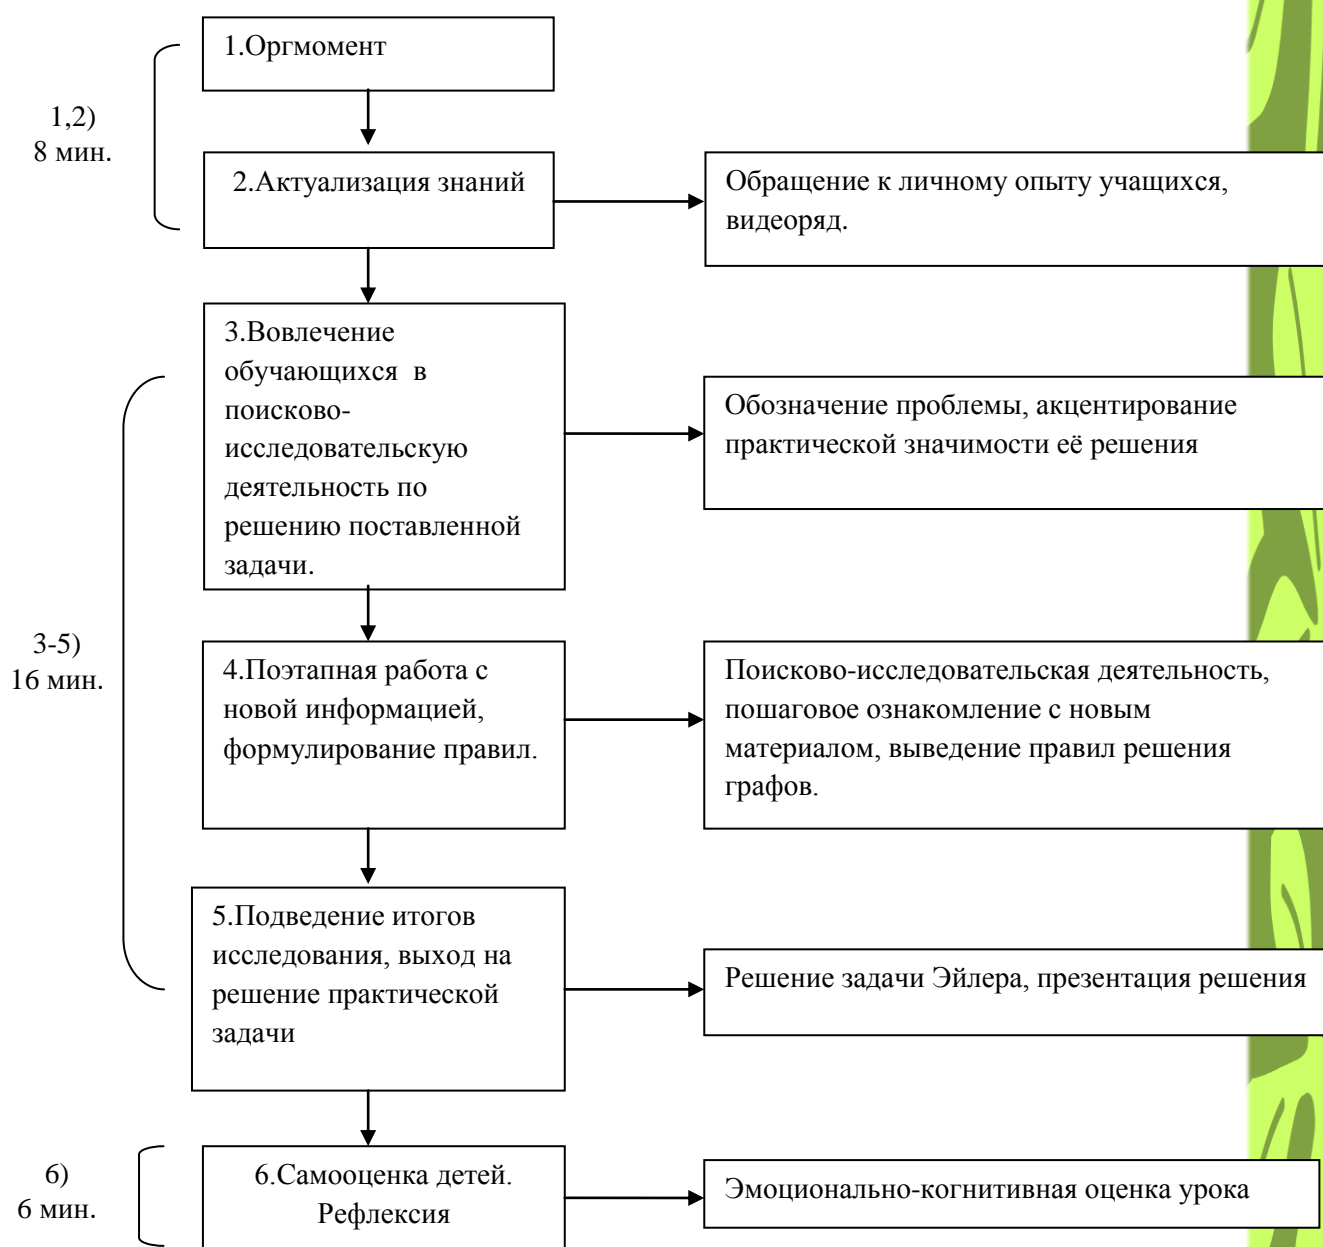 1.Оргмомент
1,2)
8 мин.
2.Актуализация знаний
Обращение к личному опыту учащихся,
видеоряд.
3.Вовлечение
обучающихся в
поисково-
исследовательскую
деятельность по
решению поставленной
задачи.
Обозначение проблемы, акцентирование
практической значимости её решения
3-5)
16 мин.
4.Поэтапная работа с
новой информацией,
формулирование правил.
Поисково-исследовательская деятельность,
пошаговое ознакомление с новым
материалом, выведение правил решения
графов.
5.Подведение итогов
исследования, выход на
решение практической
задачи
Решение задачи Эйлера, презентация решения
6)
6 мин.
6.Самооценка детей.
Рефлексия
Эмоционально-когнитивная оценка урока